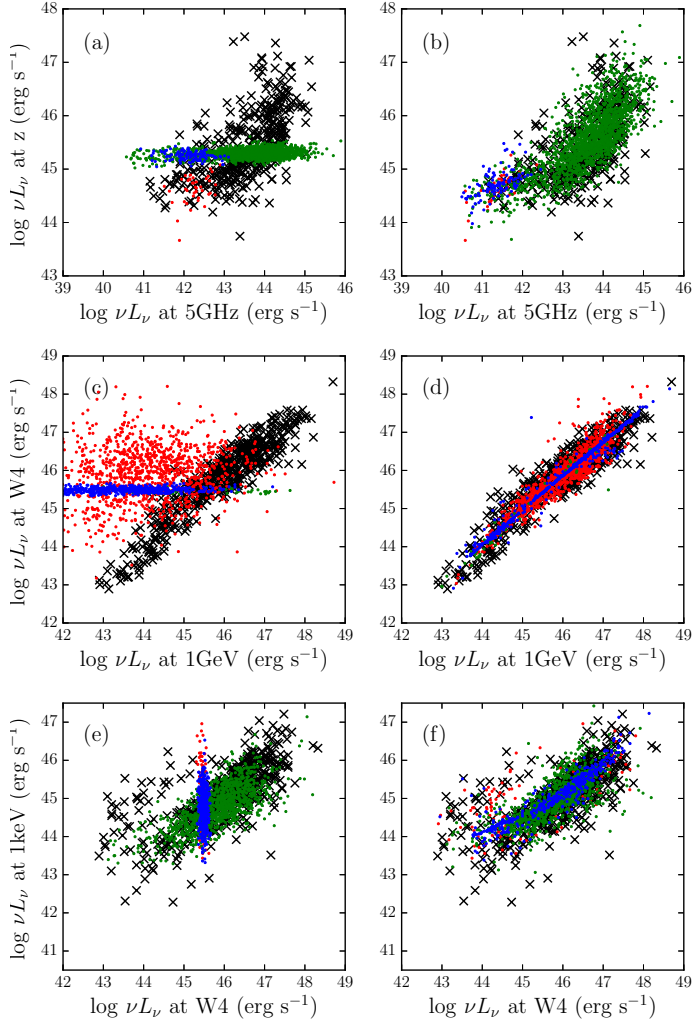 (a)
log νLν at z (erg s⁻¹)
48
47
46
45
44
43
39 40 41 42 43 44 45 46
log νLν at 5GHz (erg s⁻¹)
(b)
48
47
46
45
44
43
39 40 41 42 43 44 45 46
log νLν at 5GHz (erg s⁻¹)
(c)
log νLν at W4 (erg s⁻¹)
49
48
47
46
45
44
43
42
42 43 44 45 46 47 48 49
log νLν at 1GeV (erg s⁻¹)
(d)
49
48
47
46
45
44
43
42
42 43 44 45 46 47 48 49
log νLν at 1GeV (erg s⁻¹)
(e)
log νLν at 1keV (erg s⁻¹)
47
46
45
44
43
42
41
42 43 44 45 46 47 48 49
log νLν at W4 (erg s⁻¹)
(f)
47
46
45
44
43
42
41
42 43 44 45 46 47 48 49
log νLν at W4 (erg s⁻¹)